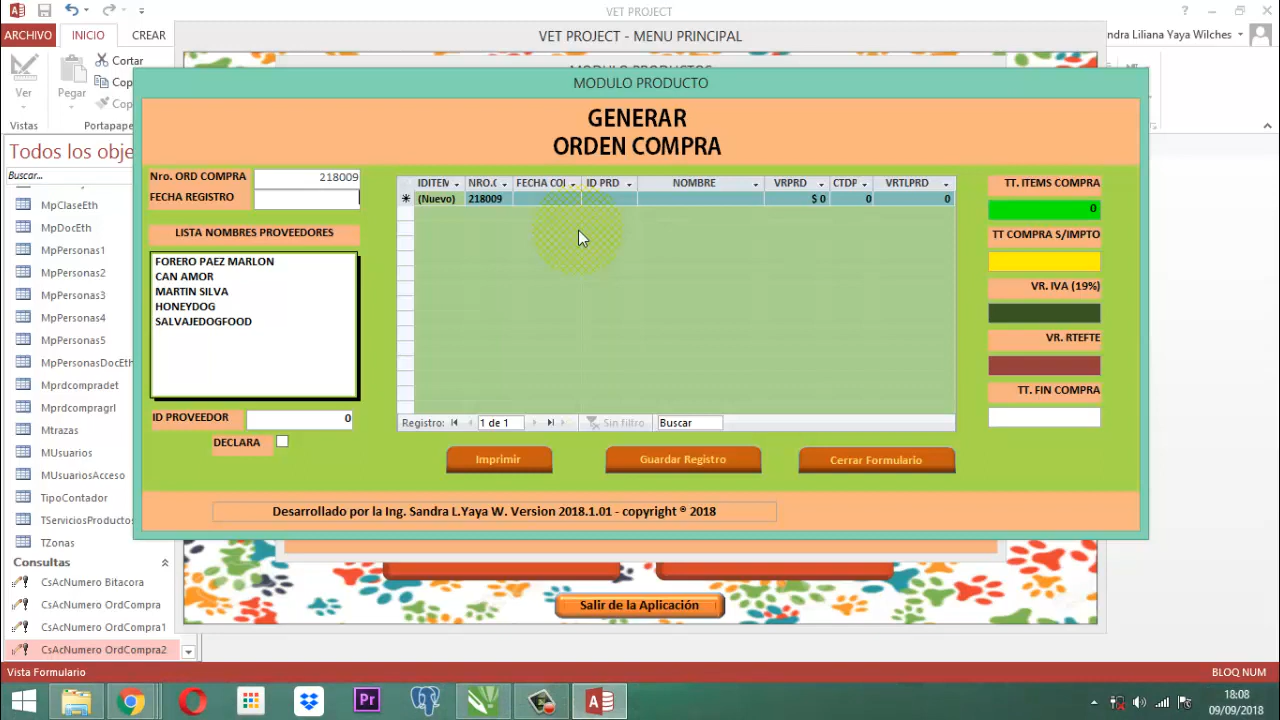 VET PROJECT
ARCHIVO INICIO CREAR
ndra Liliana Yaya Wilches
Ver
Pegar
Cortar
Cop
Cop
Vistas
Portapape
VET PROJECT - MENU PRINCIPAL
MODULO PRODUCTO
GENERAR
ORDEN COMPRA
Todos los obje
Buscar...
MpClaseEth
MpDocEth
MpPersonas1
MpPersonas2
MpPersonas3
MpPersonas4
MpPersonas5
MpPersonasDocEth
Mprdcompradet
Mprdcompragrl
Mtrazas
MUsuarios
MUsuariosAcceso
TipoContador
TServiciosProductos
TZonas
Consultas
CsAcNumero Bitacora
CsAcNumero OrdCompra
CsAcNumero OrdCompra1
CsAcNumero OrdCompra2
Nro. ORD COMPRA 218009
FECHA REGISTRO
LISTA NOMBRES PROVEEDORES
FORERO PAEZ MARLON
CAN AMOR
MARTIN SILVA
HONEYDOG
SALVAJEDOGFOOD
ID PROVEEDOR 0
DECLARA
IDITEM NRO.C FECHA COI ID PRD NOMBRE VRPRD CTDP VRTLPRD
(Nuevo) 218009 $ 0 0 0
Registro: 1 de 1 Sin filtro Buscar
TT. ITEMS COMPRA
0
TT COMPRA S/IMPTO
VR. IVA (19%)
VR. RTEFTE
TT. FIN COMPRA
Imprimir Guardar Registro Cerrar Formulario
Desarrollado por la Ing. Sandra L.Yaya W. Version 2018.1.01 - copyright ® 2018
Salir de la Aplicación
Vista Formulario
BLOQ NUM
18:08
09/09/2018